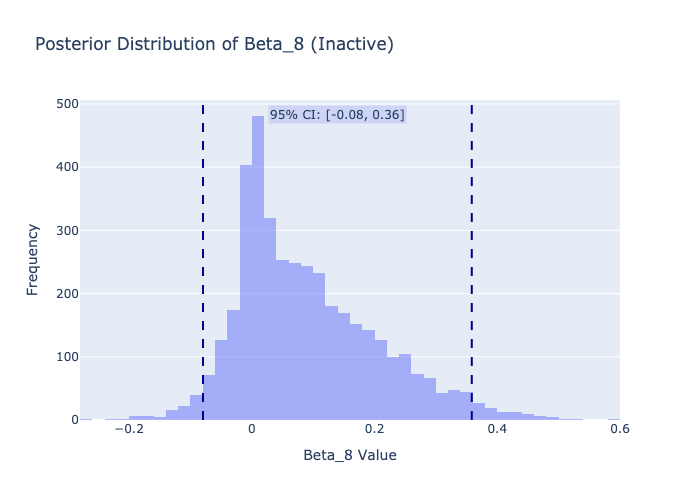 Posterior Distribution of Beta_8 (Inactive)
95% CI: [-0.08, 0.36]
500
400
300
200
100
0
Frequency
−0.2
0
0.2
0.4
0.6
Beta_8 Value